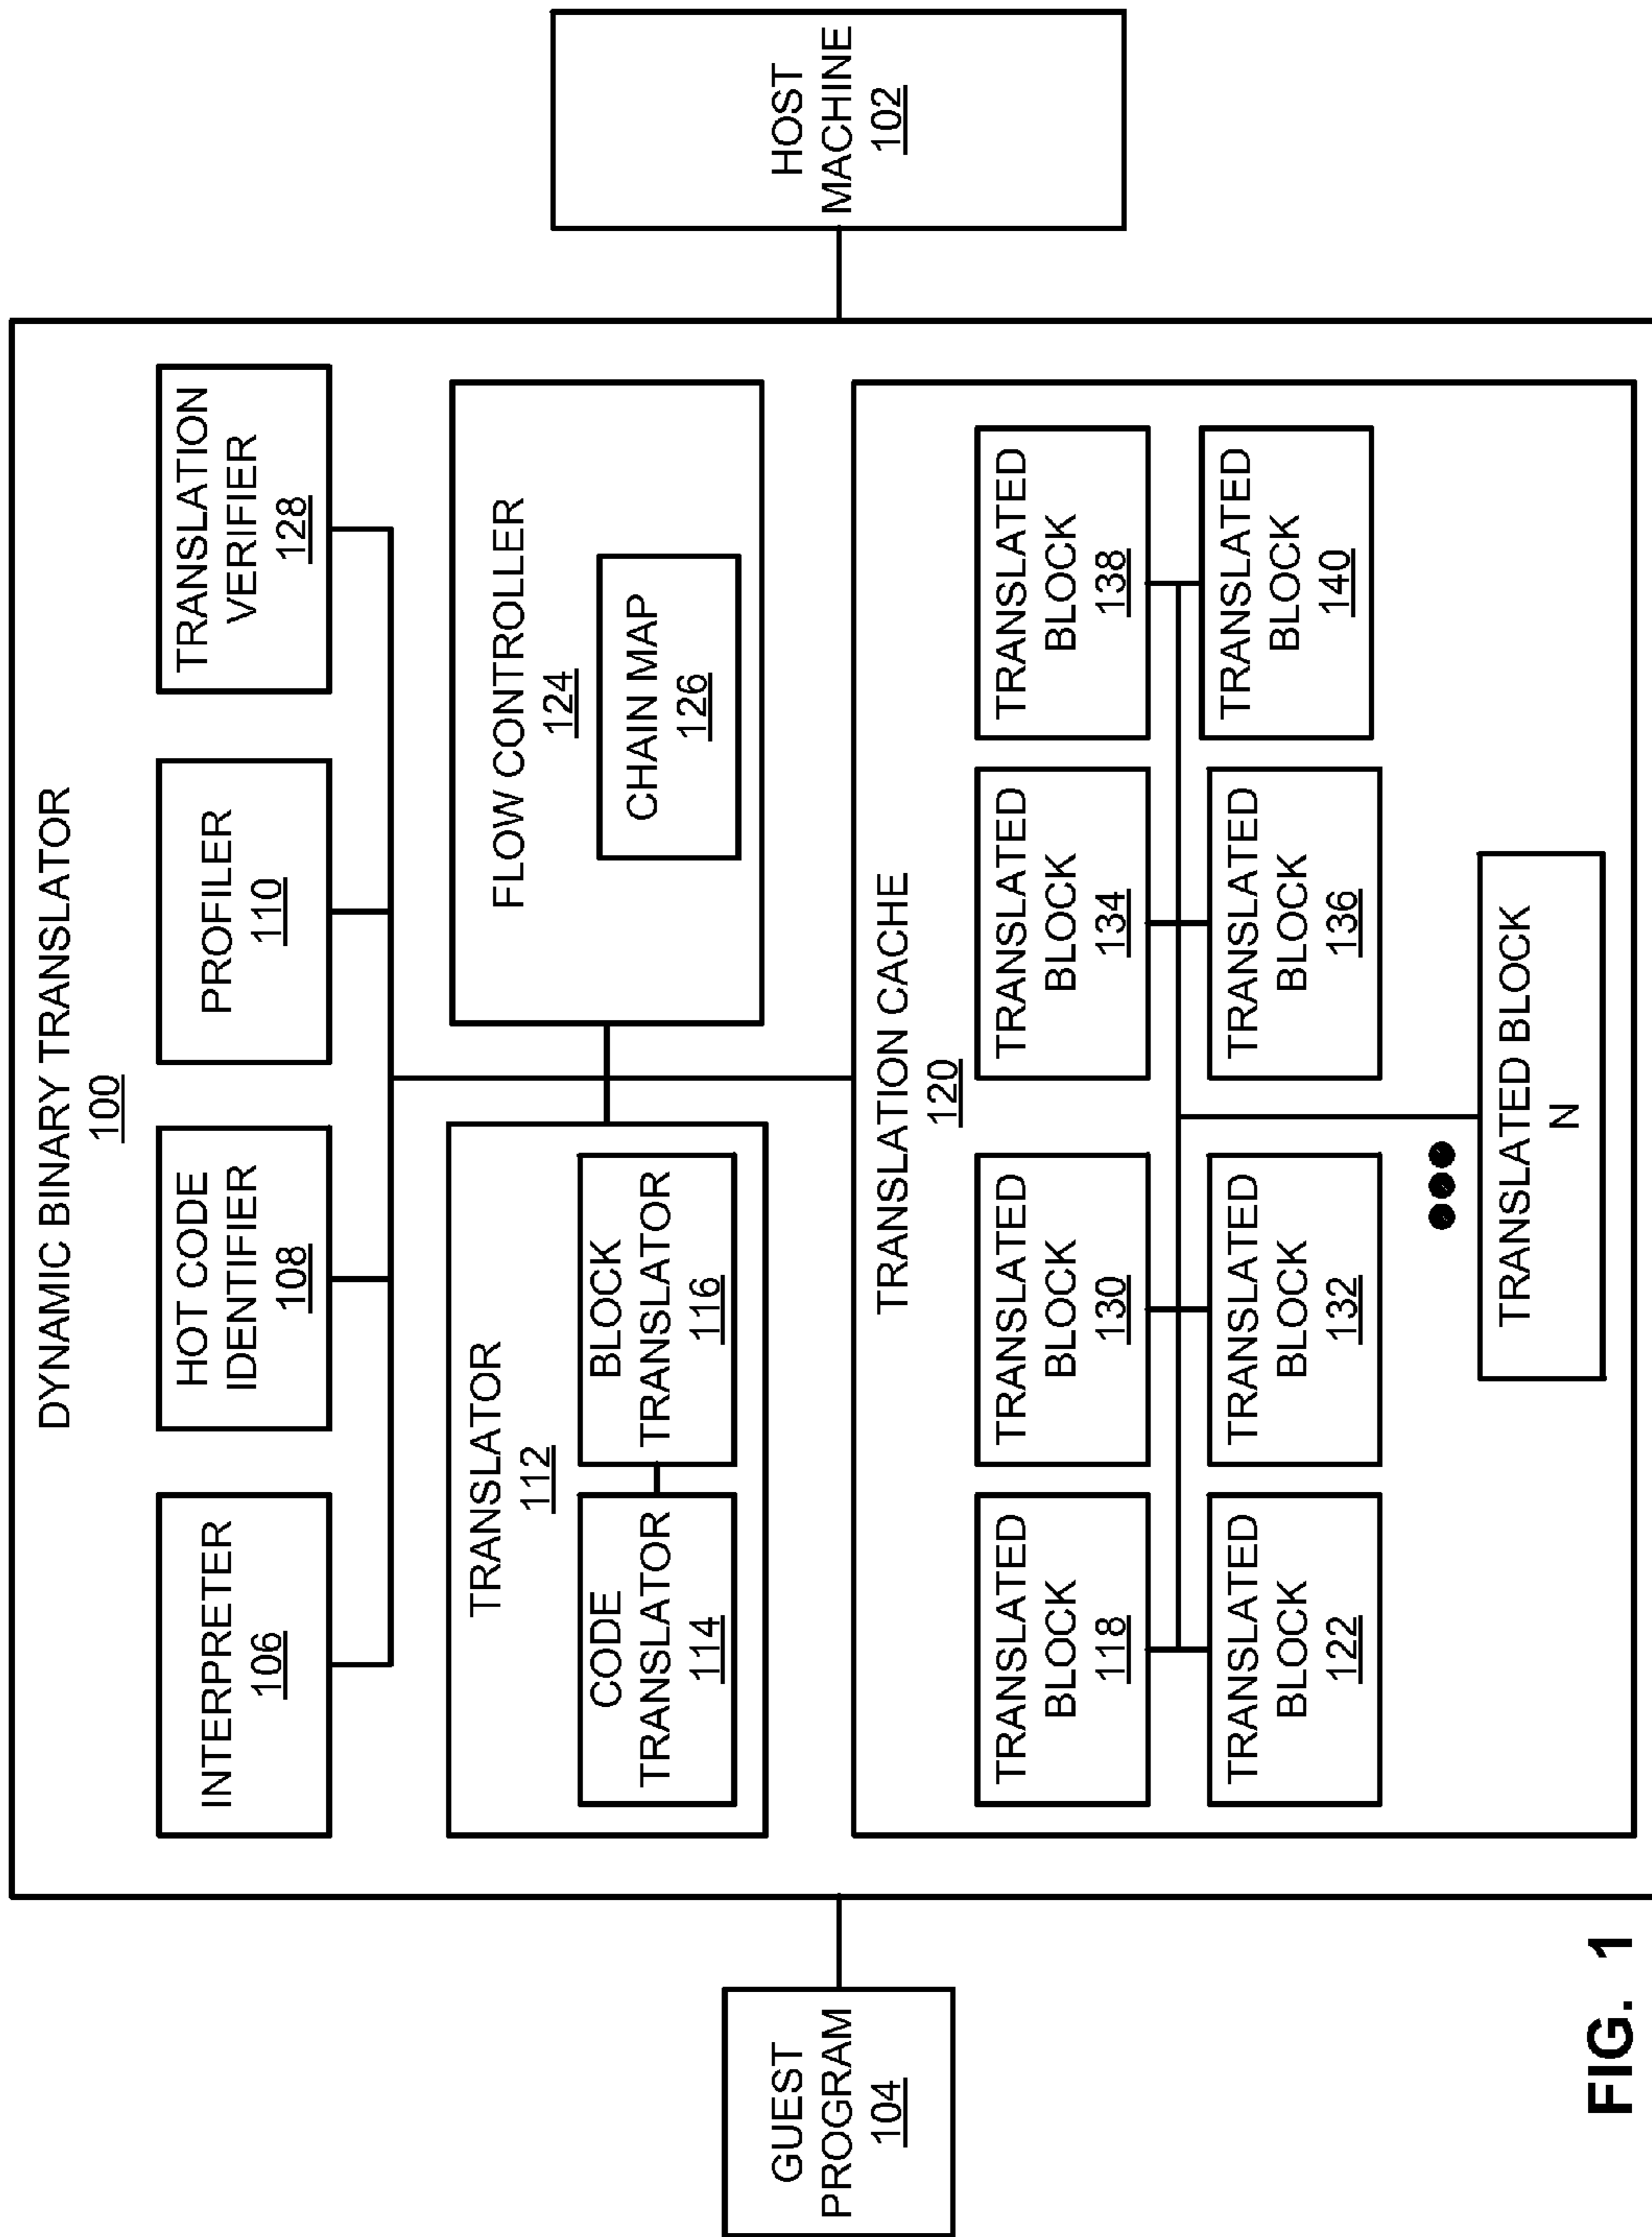 DYNAMIC BINARY TRANSLATOR
100
INTERPRETER
106
HOT CODE
IDENTIFIER
108
PROFILER
110
TRANSLATION
VERIFIER
128
TRANSLATOR
112
CODE
TRANSLATOR
114
BLOCK
TRANSLATOR
116
FLOW CONTROLLER
124
CHAIN MAP
126
GUEST
PROGRAM
104
HOST
MACHINE
102
TRANSLATION CACHE
120
TRANSLATED
BLOCK
118
TRANSLATED
BLOCK
130
TRANSLATED
BLOCK
134
TRANSLATED
BLOCK
138
TRANSLATED
BLOCK
122
TRANSLATED
BLOCK
132
TRANSLATED
BLOCK
136
TRANSLATED
BLOCK
140
TRANSLATED BLOCK
N
FIG. 1